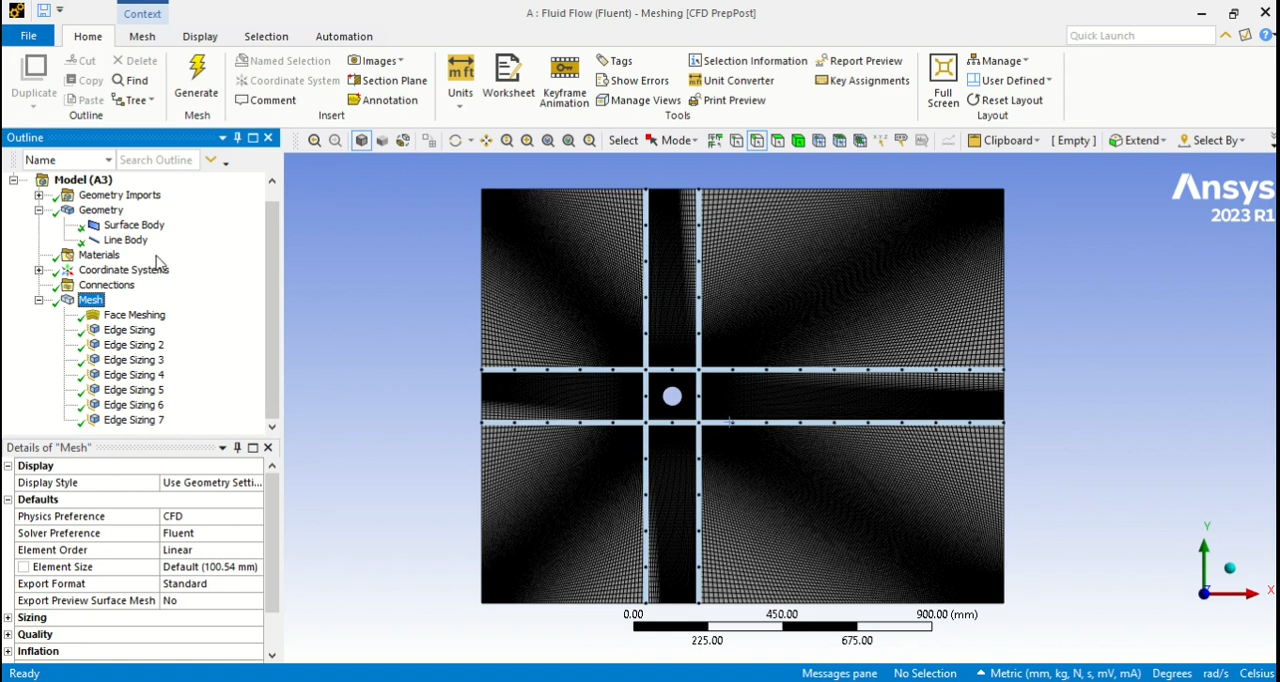 A : Fluid Flow (Fluent) - Meshing [CFD PrepPost]
Context
File Home Mesh Display Selection Automation
Quick Launch
Duplicate
Cut
Copy
Paste
Delete
Find
Tree
Outline
Generate
Mesh
Named Selection
Coordinate System
Comment
Images
Section Plane
Annotation
Insert
Units
Worksheet
Keyframe
Animation
Tags
Show Errors
Manage Views
Selection Information
Unit Converter
Print Preview
Report Preview
Key Assignments
Tools
Full
Screen
Manage
User Defined
Reset Layout
Layout
Outline
Name Search Outline
Select Mode Clipboard [ Empty ] Extend Select By
Model (A3)
Geometry Imports
Geometry
Surface Body
Line Body
Materials
Coordinate Systems
Connections
Mesh
Face Meshing
Edge Sizing
Edge Sizing 2
Edge Sizing 3
Edge Sizing 4
Edge Sizing 5
Edge Sizing 6
Edge Sizing 7
Details of "Mesh"
Display
Display Style Use Geometry Setti...
Defaults
Physics Preference CFD
Solver Preference Fluent
Element Order Linear
Element Size Default (100.54 mm)
Export Format Standard
Export Preview Surface Mesh No
Sizing
Quality
Inflation
Ansys
2023 R1
0.00 450.00 900.00 (mm)
225.00 675.00
Y
X
Ready Messages pane No Selection Metric (mm, kg, N, s, mV, mA) Degrees rad/s Celsius